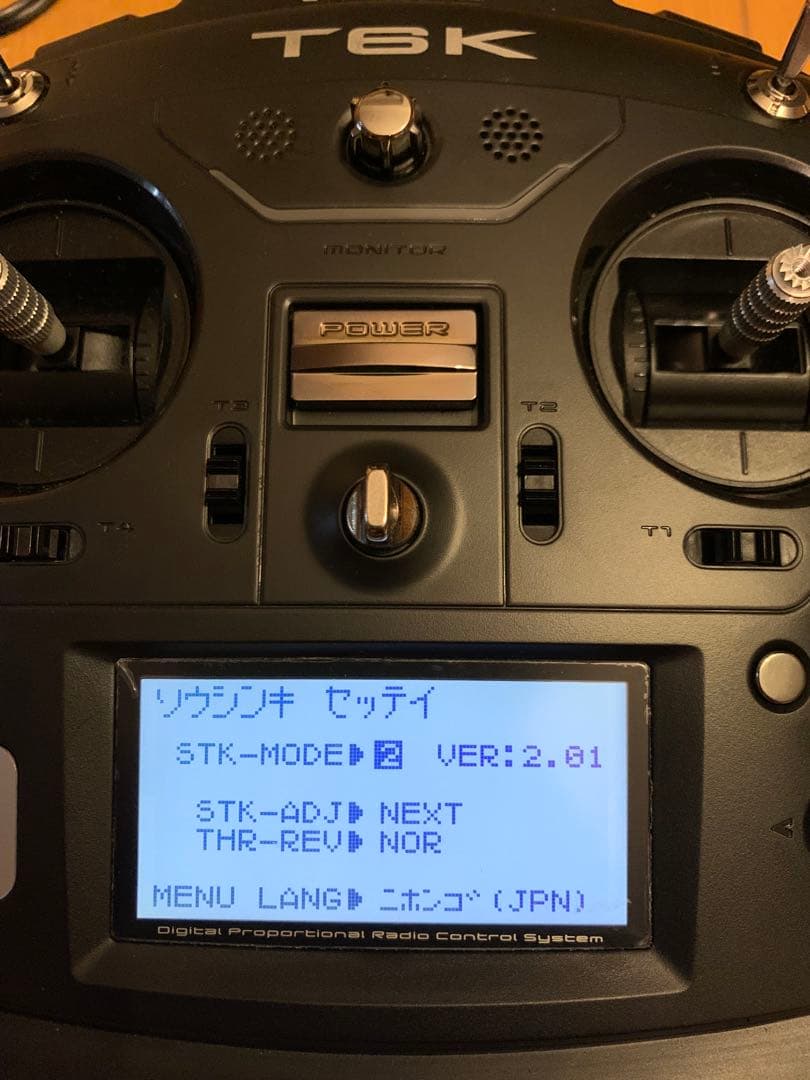 T6K
MONITOR
POWER
T3
T2
T4
T1
ソウシンキ セッテイ
STK-MODE▶2 VER:2.01
STK-ADJ▶NEXT
THR-REV▶NOR
MENU LANG▶ニホンゴ(JPN)
Digital Proportional Radio Control System